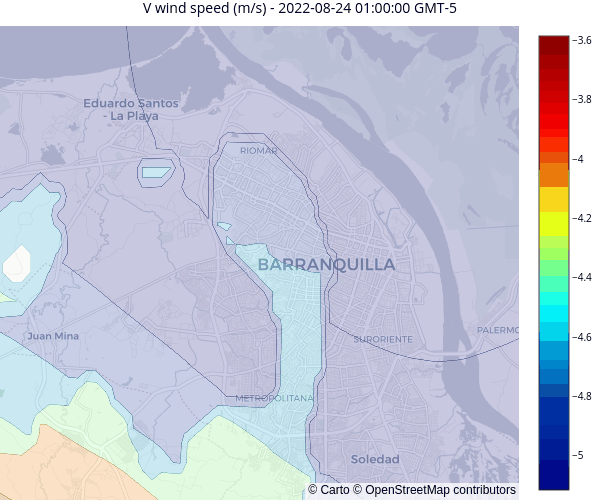 V wind speed (m/s) - 2022-08-24 01:00:00 GMT-5
−3.6
Eduardo Santos
- La Playa
−3.8
RIOMAR
−4
−4.2
BARRANQUILLA
−4.4
Juan Mina
SURORIENTE
PALERMO
−4.6
METROPOLITANA
−4.8
Soledad
−5
© Carto © OpenStreetMap contributors